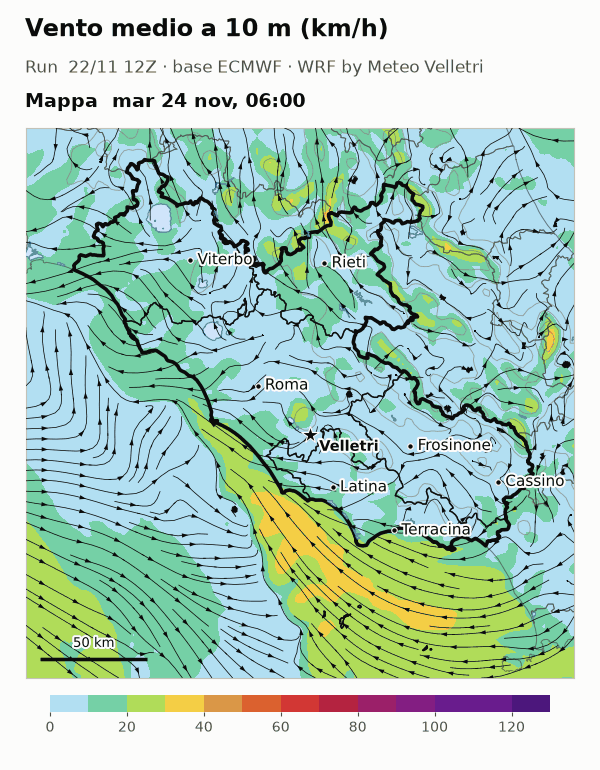 Vento medio a 10 m (km/h)
Run 22/11 12Z · base ECMWF · WRF by Meteo Velletri
Mappa mar 24 nov, 06:00
Viterbo
Rieti
Roma
Velletri
Frosinone
Latina
Cassino
Terracina
50 km
0 20 40 60 80 100 120